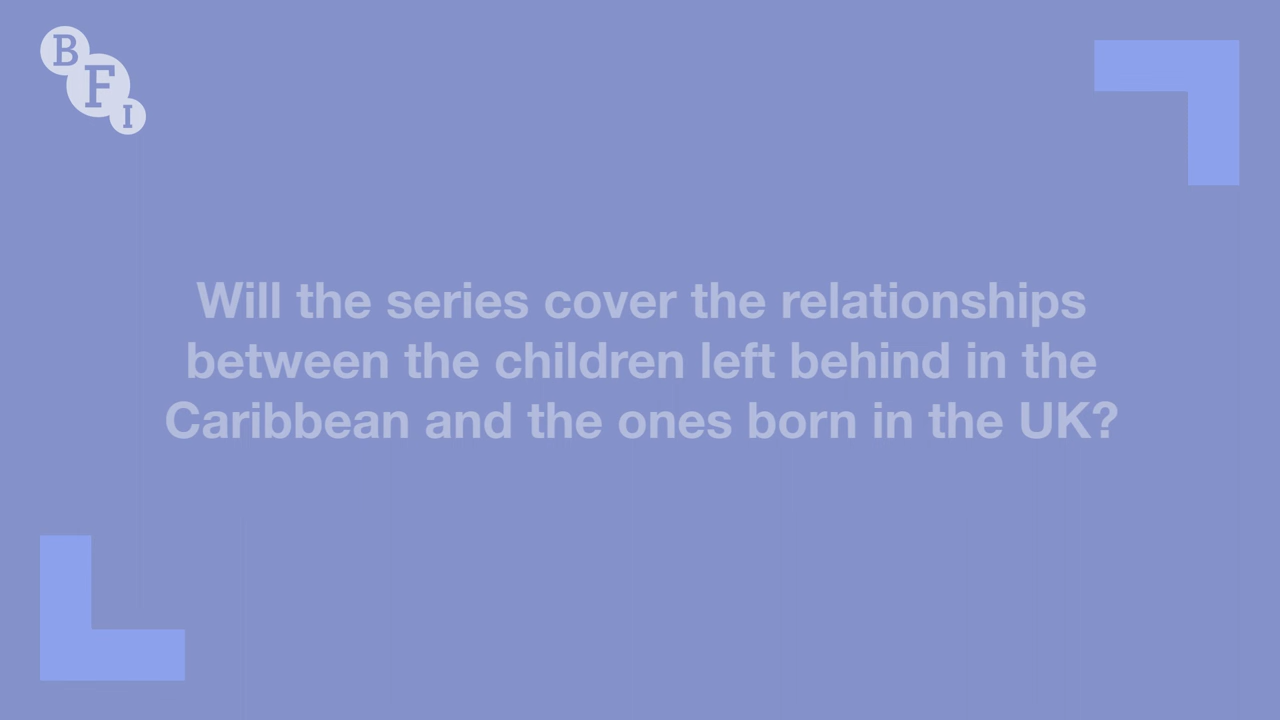 BFI
Will the series cover the relationships
between the children left behind in the
Caribbean and the ones born in the UK?